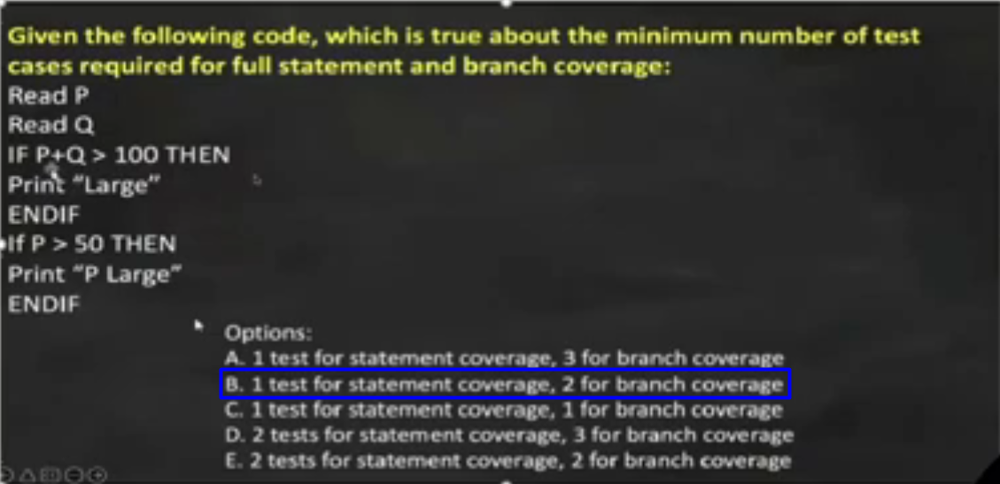 Given the following code, which is true about the minimum number of test
cases required for full statement and branch coverage:
Read P
Read Q
IF P+Q > 100 THEN
Print “Large”
ENDIF
If P > 50 THEN
Print “P Large”
ENDIF
Options:
A. 1 test for statement coverage, 3 for branch coverage
B. 1 test for statement coverage, 2 for branch coverage
C. 1 test for statement coverage, 1 for branch coverage
D. 2 tests for statement coverage, 3 for branch coverage
E. 2 tests for statement coverage, 2 for branch coverage